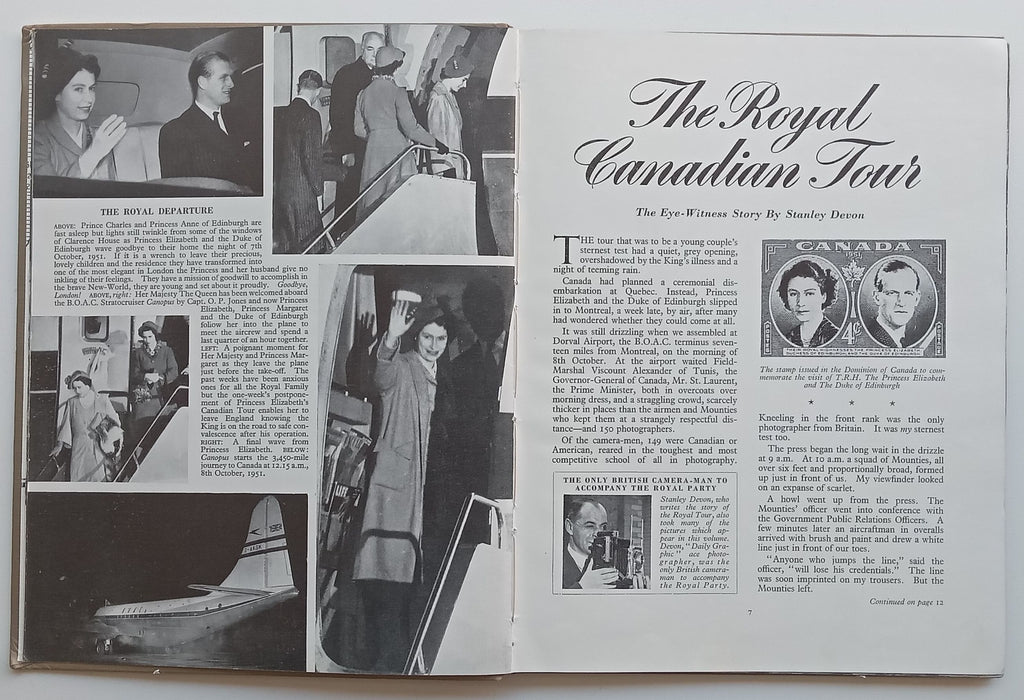 THE ROYAL DEPARTURE
ABOVE: Prince Charles and Princess Anne of Edinburgh are
fast asleep but lights still twinkle from some of the windows
of Clarence House as Princess Elizabeth and the Duke of
Edinburgh wave goodbye to their home the night of 7th
October, 1951. If it is a wrench to leave their precious,
lovely children and the residence they have transformed into
one of the most elegant in London the Princess and her husband give no
inkling of their feelings. They have a mission of goodwill to accomplish in
the brave New-World, they are young and set about it proudly. Goodbye,
London! ABOVE, right: Her Majesty The Queen has been welcomed aboard
the B.O.A.C. Stratocruiser Canopus by Capt. O. P. Jones and now Princess
Elizabeth, Princess Margaret
and the Duke of Edinburgh
follow her into the plane to
meet the aircrew and spend a
last quarter of an hour together.
LEFT: A poignant moment for
Her Majesty and Princess Mar-
garet as they leave the plane
just before the take-off. The
past weeks have been anxious
ones for all the Royal Family
but the one-week's postpone-
ment of Princess Elizabeth's
Canadian Tour enables her to
leave England knowing the
King is on the road to safe con-
valescence after his operation.
RIGHT: A final wave from
Princess Elizabeth. BELOW:
Canopus starts the 3,450-mile
journey to Canada at 12.15 a.m.,
8th October, 1951.
The Royal
Canadian Tour
The Eye-Witness Story By Stanley Devon
THE tour that was to be a young couple's
sternest test had a quiet, grey opening,
overshadowed by the King's illness and a
night of teeming rain.
Canada had planned a ceremonial dis-
embarkation at Quebec. Instead, Princess
Elizabeth and the Duke of Edinburgh slipped
in to Montreal, a week late, by air, after many
had wondered whether they could come at all.
It was still drizzling when we assembled at
Dorval Airport, the B.O.A.C. terminus seven-
teen miles from Montreal, on the morning of
8th October. At the airport waited Field-
Marshal Viscount Alexander of Tunis, the
Governor-General of Canada, Mr. St. Laurent,
the Prime Minister, both in overcoats over
morning dress, and a straggling crowd, scarcely
thicker in places than the airmen and Mounties
who kept them at a strangely respectful dis-
tance—and 150 photographers.
Of the camera-men, 149 were Canadian or
American, reared in the toughest and most
competitive school of all in photography.
THE ONLY BRITISH CAMERA-MAN TO
ACCOMPANY THE ROYAL PARTY
Stanley Devon, who
writes the story of
the Royal Tour, also
took many of the
pictures which ap-
pear in this volume.
Devon, "Daily Gra-
phic" ace photo-
grapher, was the
only British camera-
man to accompany
the Royal Party.
CANADA
1951
4¢
The stamp issued in the Dominion of Canada to com-
memorate the visit of T.R.H. The Princess Elizabeth
and The Duke of Edinburgh
Kneeling in the front rank was the only
photographer from Britain. It was my sternest
test too.
The press began the long wait in the drizzle
at 9 a.m. At 10 a.m. a squad of Mounties, all
over six feet and proportionally broad, formed
up just in front of us. My viewfinder looked
on an expanse of scarlet.
A howl went up from the press. The
Mounties' officer went into conference with
the Government Public Relations Officers. A
few minutes later an aircraftman in overalls
arrived with brush and paint and drew a white
line just in front of our toes.
"Anyone who jumps the line," said the
officer, "will lose his credentials." The line
was soon imprinted on my trousers. But the
Mounties left.
Continued on page 12
7